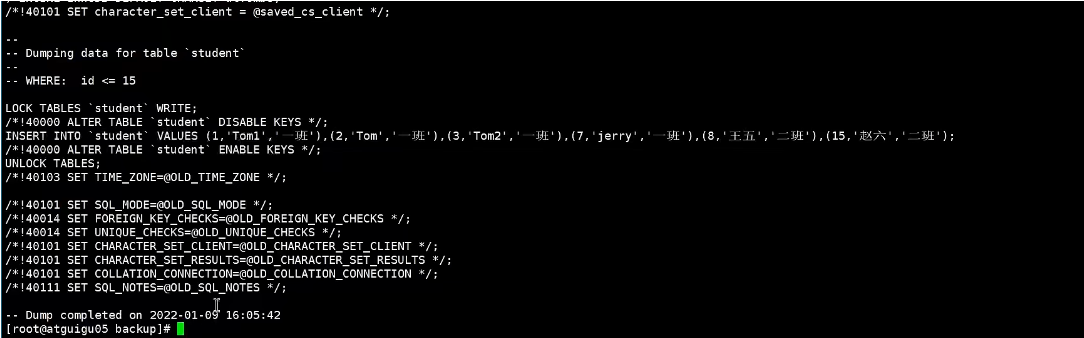 /*!40101 SET character_set_client = @saved_cs_client */;
--
-- Dumping data for table `student`
--
-- WHERE:  id <= 15
LOCK TABLES `student` WRITE;
/*!40000 ALTER TABLE `student` DISABLE KEYS */;
INSERT INTO `student` VALUES (1,'Tom1','一班'),(2,'Tom','一班'),(3,'Tom2','一班'),(7,'jerry','一班'),(8,'王五','二班'),(15,'赵六','二班');
/*!40000 ALTER TABLE `student` ENABLE KEYS */;
UNLOCK TABLES;
/*!40103 SET TIME_ZONE=@OLD_TIME_ZONE */;
/*!40101 SET SQL_MODE=@OLD_SQL_MODE */;
/*!40014 SET FOREIGN_KEY_CHECKS=@OLD_FOREIGN_KEY_CHECKS */;
/*!40014 SET UNIQUE_CHECKS=@OLD_UNIQUE_CHECKS */;
/*!40101 SET CHARACTER_SET_CLIENT=@OLD_CHARACTER_SET_CLIENT */;
/*!40101 SET CHARACTER_SET_RESULTS=@OLD_CHARACTER_SET_RESULTS */;
/*!40101 SET COLLATION_CONNECTION=@OLD_COLLATION_CONNECTION */;
/*!40111 SET SQL_NOTES=@OLD_SQL_NOTES */;
-- Dump completed on 2022-01-09 16:05:42
[root@atguigu05 backup]#